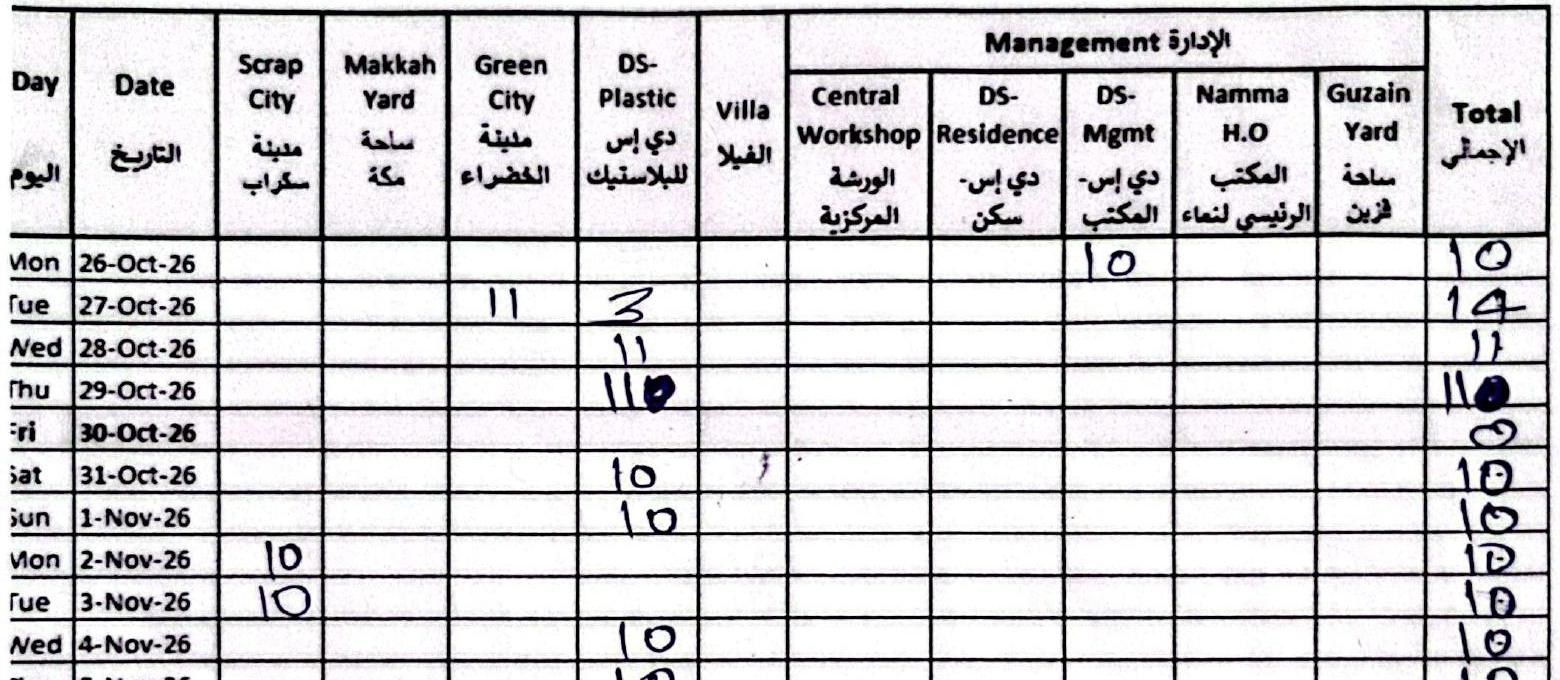 Management الإدارة
Day Date Scrap City Makkah Yard Green City DS-Plastic Villa Central Workshop DS-Residence DS-Mgmt Namma H.O Guzain Yard Total
اليوم التاريخ مدينة سكراب ساحة مكة مدينة الخضراء دي إس للبلاستيك الفيلا الورشة المركزية دي إس- سكن دي إس- المكتب المكتب الرئيسي لنماء ساحة قزين الإجمالي
Mon 26-Oct-26 10 10
Tue 27-Oct-26 11 3 14
Wed 28-Oct-26 11 11
Thu 29-Oct-26 11 11
Fri 30-Oct-26 0
Sat 31-Oct-26 10 10
Sun 1-Nov-26 10 10
Mon 2-Nov-26 10 10
Tue 3-Nov-26 10 10
Wed 4-Nov-26 10 10